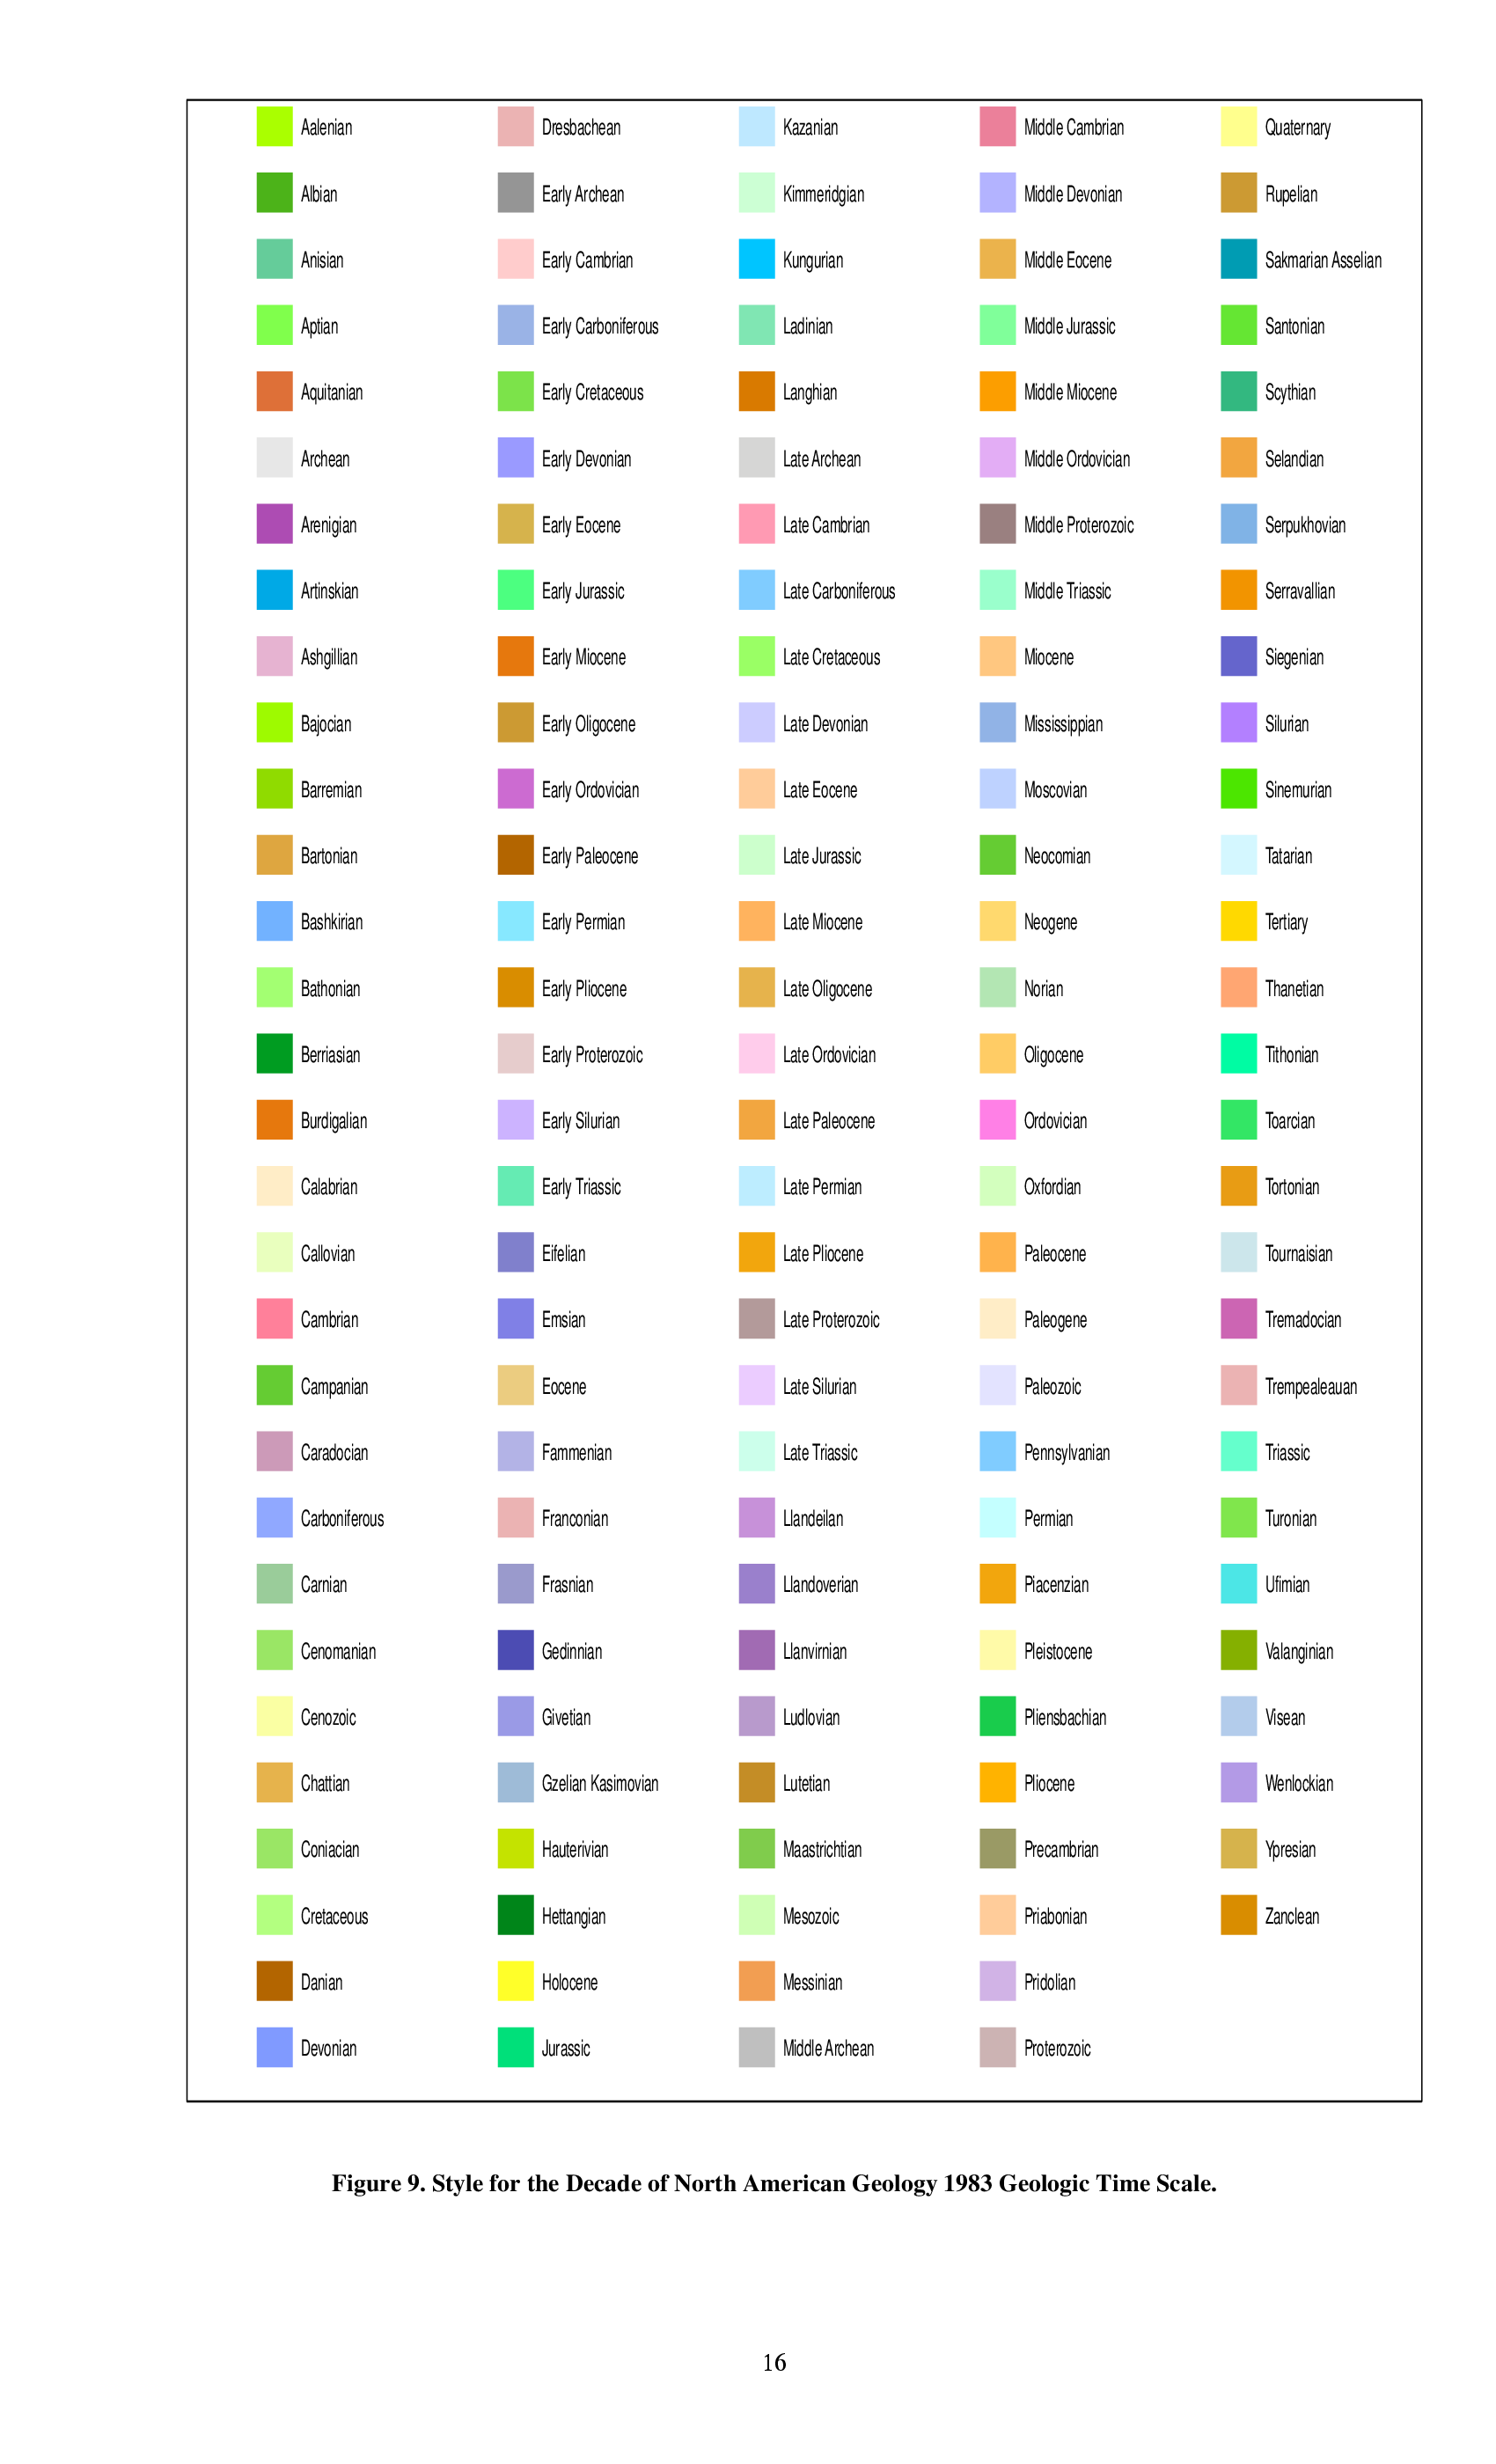 Aalenian
Albian
Anisian
Aptian
Aquitanian
Archean
Arenigian
Artinskian
Ashgillian
Bajocian
Barremian
Bartonian
Bashkirian
Bathonian
Berriasian
Burdigalian
Calabrian
Callovian
Cambrian
Campanian
Caradocian
Carboniferous
Carnian
Cenomanian
Cenozoic
Chattian
Coniacian
Cretaceous
Danian
Devonian
Dresbachean
Early Archean
Early Cambrian
Early Carboniferous
Early Cretaceous
Early Devonian
Early Eocene
Early Jurassic
Early Miocene
Early Oligocene
Early Ordovician
Early Paleocene
Early Permian
Early Pliocene
Early Proterozoic
Early Silurian
Early Triassic
Eifelian
Emsian
Eocene
Fammenian
Franconian
Frasnian
Gedinnian
Givetian
Gzelian Kasimovian
Hauterivian
Hettangian
Holocene
Jurassic
Kazanian
Kimmeridgian
Kungurian
Ladinian
Langhian
Late Archean
Late Cambrian
Late Carboniferous
Late Cretaceous
Late Devonian
Late Eocene
Late Jurassic
Late Miocene
Late Oligocene
Late Ordovician
Late Paleocene
Late Permian
Late Pliocene
Late Proterozoic
Late Silurian
Late Triassic
Llandeilan
Llandoverian
Llanvirnian
Ludlovian
Lutetian
Maastrichtian
Mesozoic
Messinian
Middle Archean
Middle Cambrian
Middle Devonian
Middle Eocene
Middle Jurassic
Middle Miocene
Middle Ordovician
Middle Proterozoic
Middle Triassic
Miocene
Mississippian
Moscovian
Neocomian
Neogene
Norian
Oligocene
Ordovician
Oxfordian
Paleocene
Paleogene
Paleozoic
Pennsylvanian
Permian
Piacenzian
Pleistocene
Pliensbachian
Pliocene
Precambrian
Priabonian
Pridolian
Proterozoic
Quaternary
Rupelian
Sakmarian Asselian
Santonian
Scythian
Selandian
Serpukhovian
Serravallian
Siegenian
Silurian
Sinemurian
Tatarian
Tertiary
Thanetian
Tithonian
Toarcian
Tortonian
Tournaisian
Tremadocian
Trempealeauan
Triassic
Turonian
Ufimian
Valanginian
Visean
Wenlockian
Ypresian
Zanclean
Figure 9. Style for the Decade of North American Geology 1983 Geologic Time Scale.
16